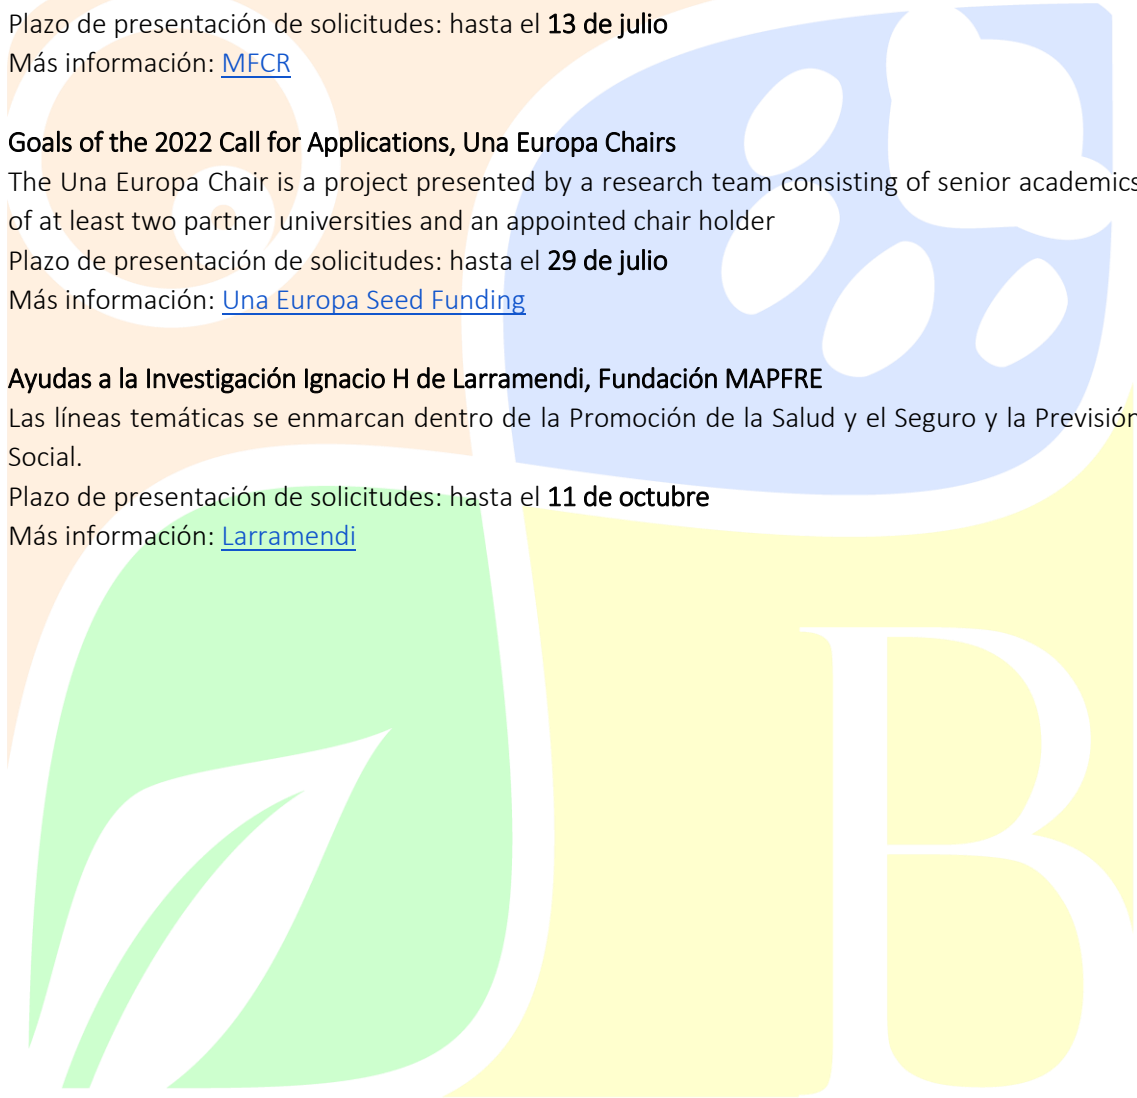 Plazo de presentación de solicitudes: hasta el 13 de julio
Más información: MFCR
Goals of the 2022 Call for Applications, Una Europa Chairs
The Una Europa Chair is a project presented by a research team consisting of senior academics
of at least two partner universities and an appointed chair holder
Plazo de presentación de solicitudes: hasta el 29 de julio
Más información: Una Europa Seed Funding
Ayudas a la Investigación Ignacio H de Larramendi, Fundación MAPFRE
Las líneas temáticas se enmarcan dentro de la Promoción de la Salud y el Seguro y la Previsión
Social.
Plazo de presentación de solicitudes: hasta el 11 de octubre
Más información: Larramendi
B